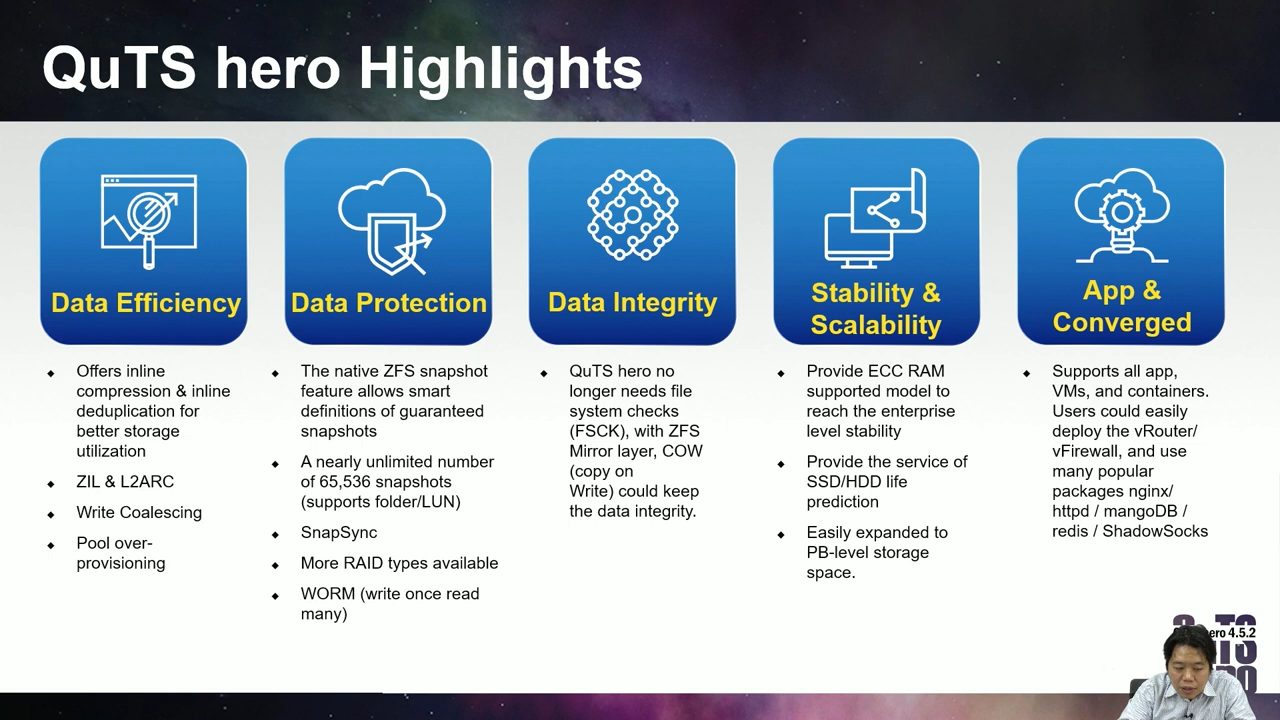 QuTS hero Highlights
Data Efficiency
Offers inline
compression & inline
deduplication for
better storage
utilization
ZIL & L2ARC
Write Coalescing
Pool over-
provisioning
Data Protection
The native ZFS snapshot
feature allows smart
definitions of guaranteed
snapshots
A nearly unlimited number
of 65,536 snapshots
(supports folder/LUN)
SnapSync
More RAID types available
WORM (write once read
many)
Data Integrity
QuTS hero no
longer needs file
system checks
(FSCK), with ZFS
Mirror layer, COW
(copy on
Write) could keep
the data integrity.
Stability &
Scalability
Provide ECC RAM
supported model to
reach the enterprise
level stability
Provide the service of
SSD/HDD life
prediction
Easily expanded to
PB-level storage
space.
App &
Converged
Supports all app,
VMs, and containers.
Users could easily
deploy the vRouter/
vFirewall, and use
many popular
packages nginx/
httpd / mangoDB /
redis / ShadowSocks
4.5.2